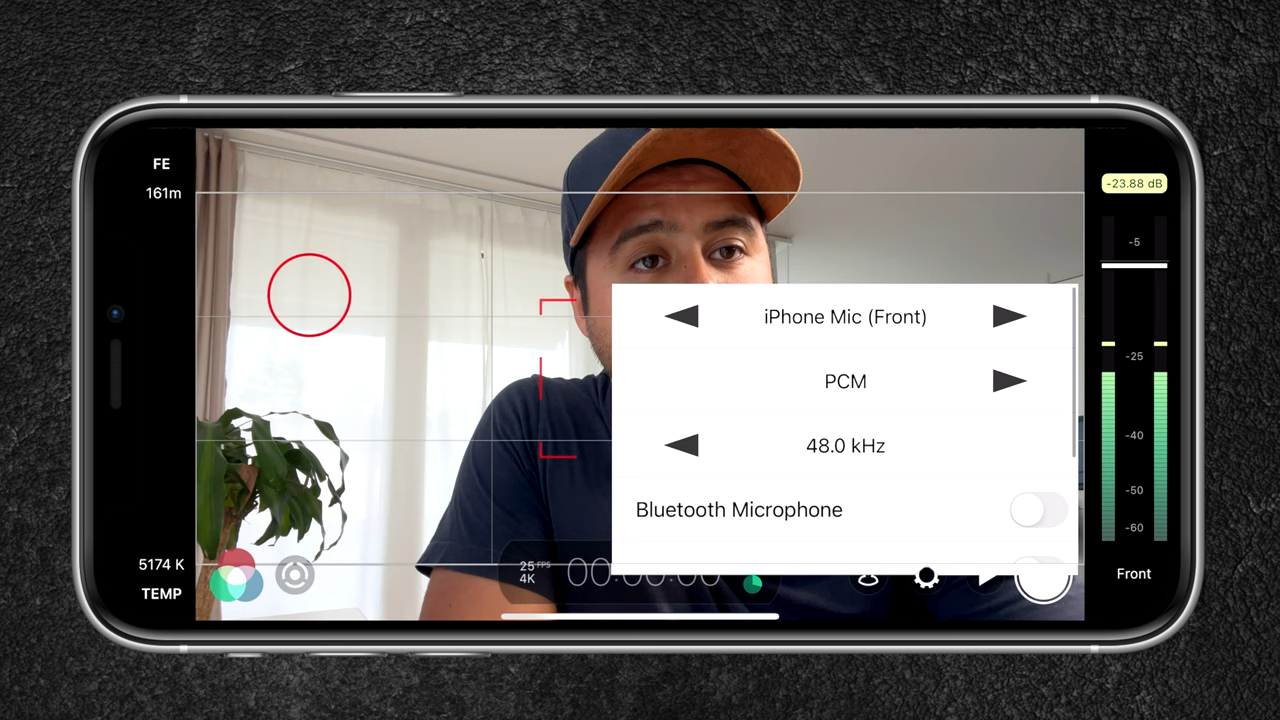 FE
161m
5174 K
TEMP
25 FPS
4K
iPhone Mic (Front)
PCM
48.0 kHz
Bluetooth Microphone
-23.88 dB
-5
-25
-40
-50
-60
Front